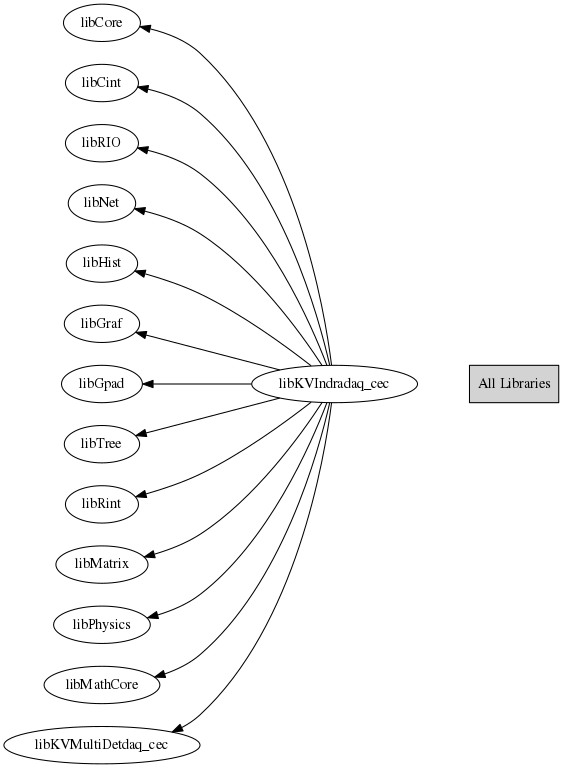 libCore
libCint
libRIO
libNet
libHist
libGraf
libGpad
libKVIndradaq_cec
All Libraries
libTree
libRint
libMatrix
libPhysics
libMathCore
libKVMultiDetdaq_cec